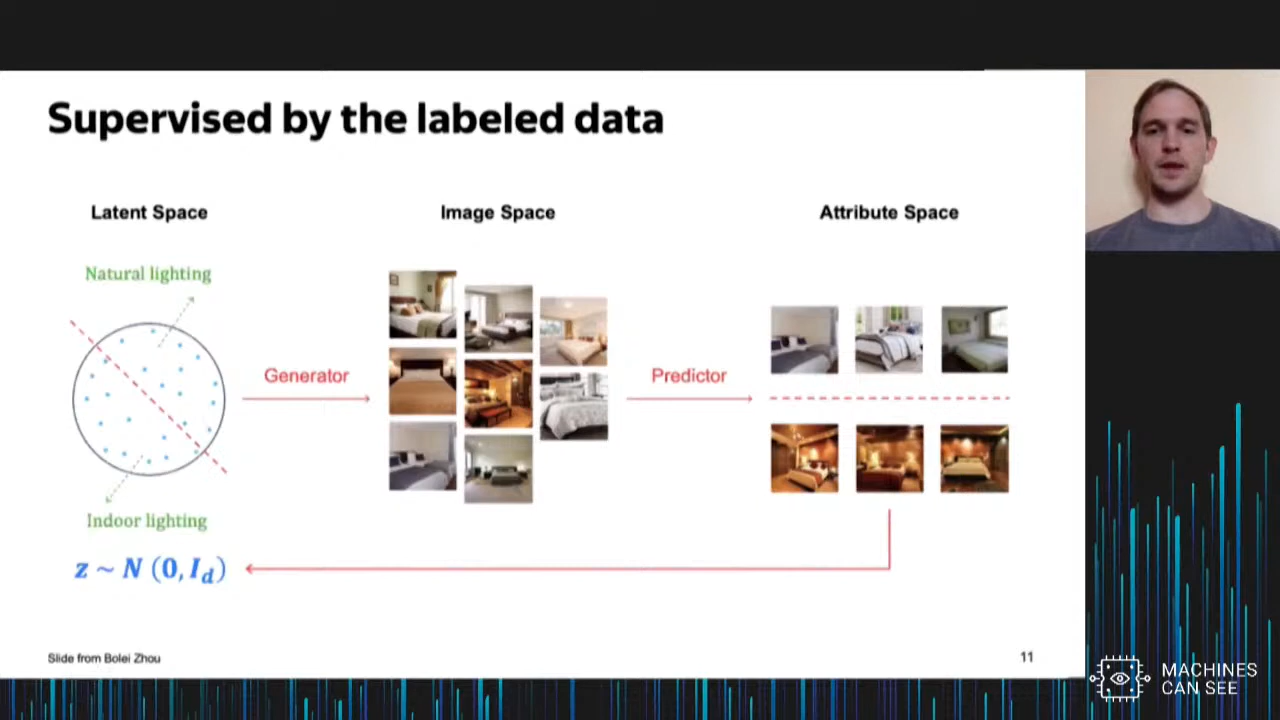 Supervised by the labeled data
Latent Space
Image Space
Attribute Space
Natural lighting
Generator
Predictor
Indoor lighting
z ~ N (0, I_d)
Slide from Bolei Zhou
11
MACHINES
CAN SEE